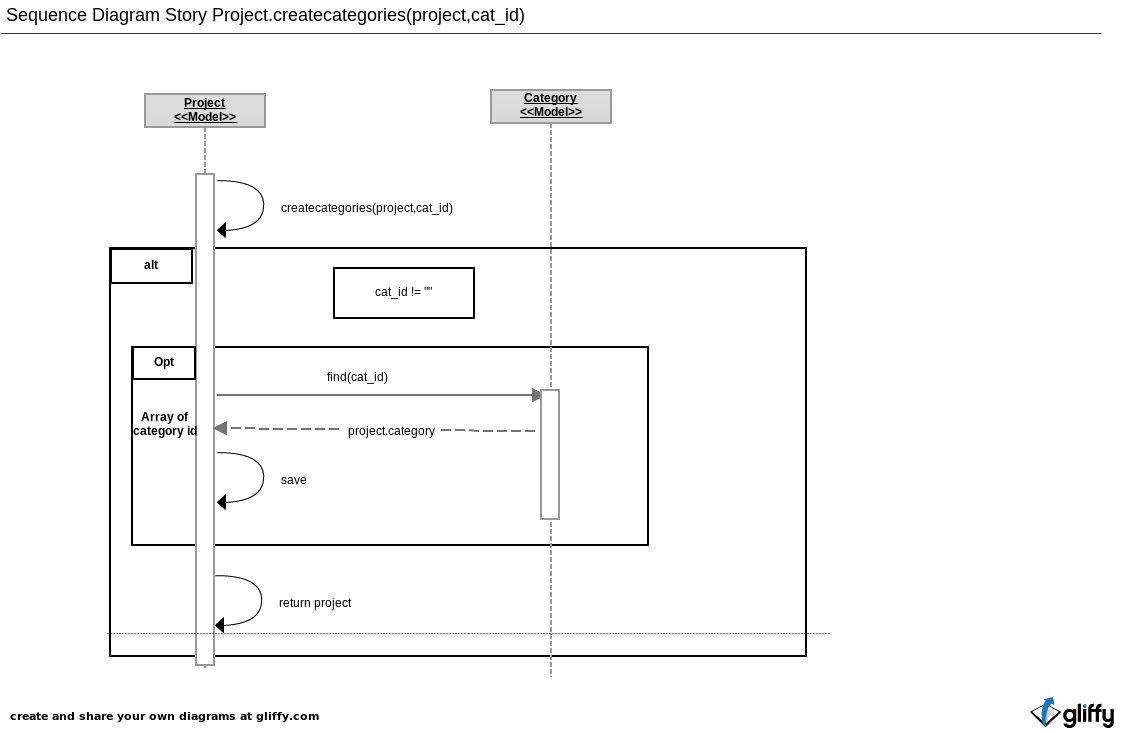 Sequence Diagram Story Project.createcategories(project,cat_id)
Project
<<Model>>
Category
<<Model>>
createcategories(project,cat_id)
alt
cat_id != ""
Opt
find(cat_id)
Array of
category id
project.category
save
return project
create and share your own diagrams at gliffy.com
gliffy